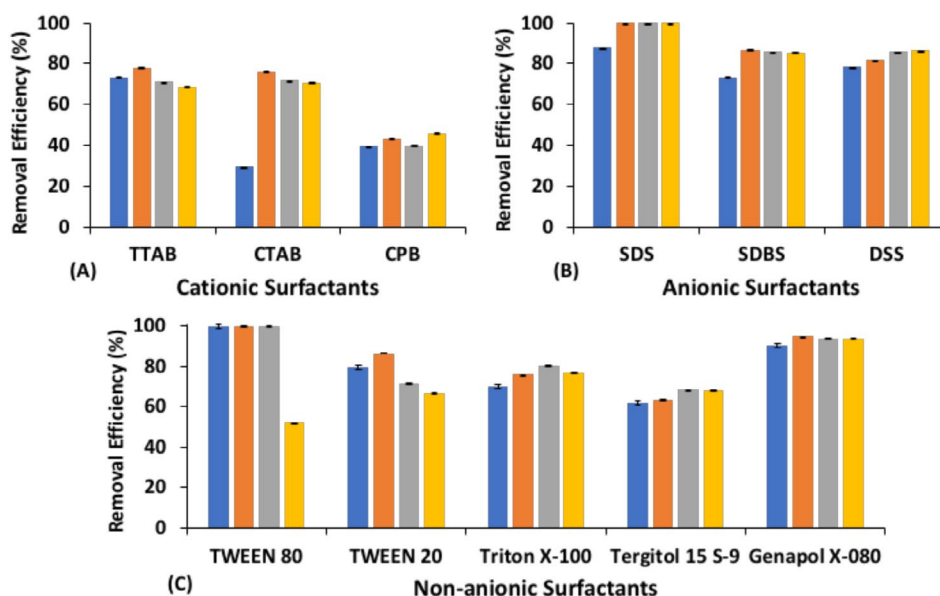 Removal Efficiency (%)
100
80
60
40
20
0
TTAB CTAB CPB
(A)
Cationic Surfactants
Removal Efficiency (%)
100
80
60
40
20
0
SDS SDBS DSS
(B)
Anionic Surfactants
Removal Efficiency (%)
100
80
60
40
20
0
TWEEN 80 TWEEN 20 Triton X-100 Tergitol 15 S-9 Genapol X-080
(C)
Non-anionic Surfactants